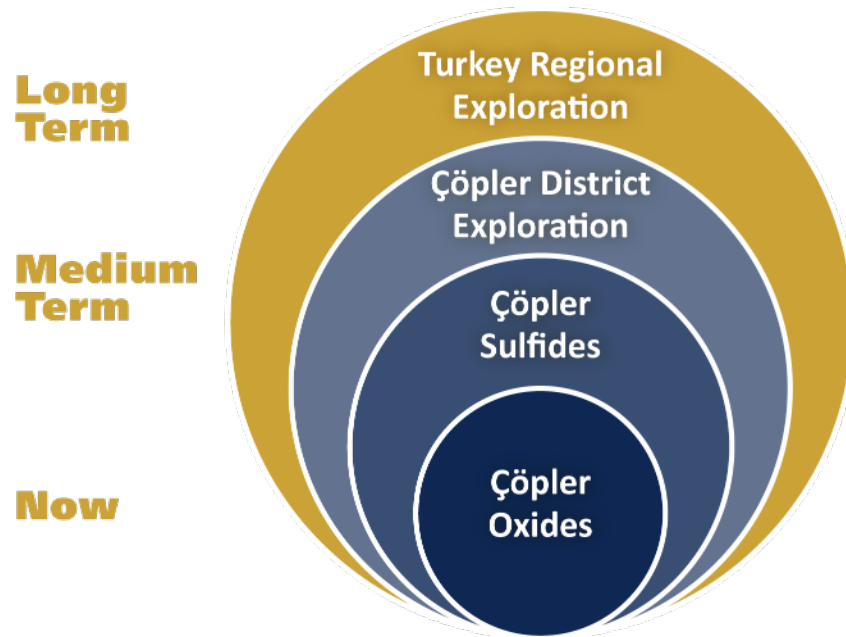 Long
Term
Turkey Regional
Exploration
Çöpler District
Exploration
Medium
Term
Çöpler
Sulfides
Now
Çöpler
Oxides